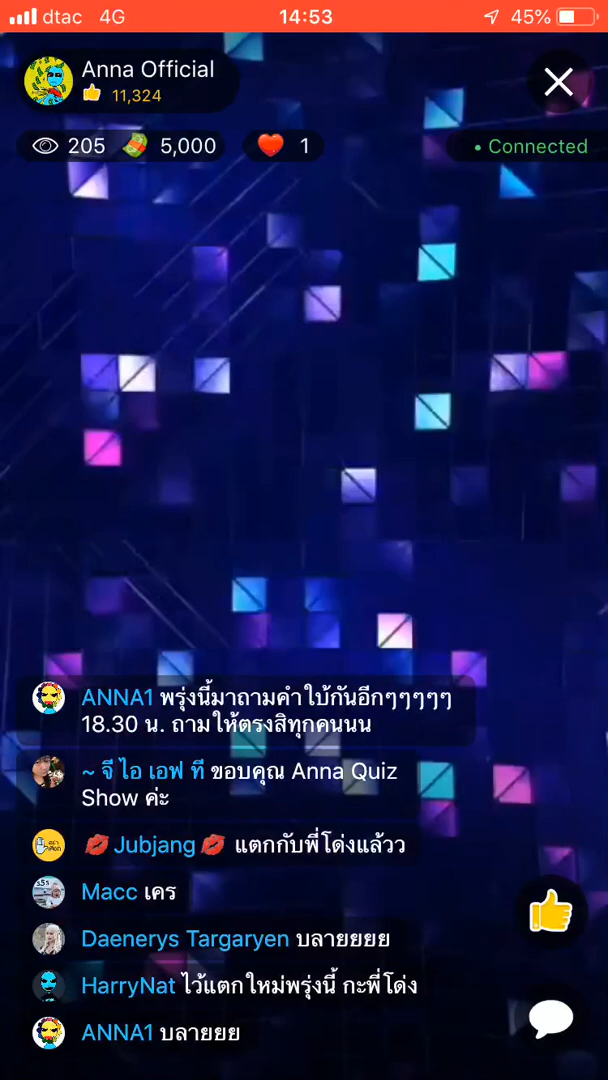 dtac 4G 14:53 45%
Anna Official
11,324
205 5,000 1 • Connected
ANNA1 พรุ่งนี้มาถามคำใบ้กันอีกๆๆๆๆๆ
18.30 น. ถามให้ตรงสิทุกคนนน
~ จี ไอ เอฟ ที ขอบคุณ Anna Quiz
Show ค่ะ
💋 Jubjang 💋 แตกกับพี่โด่งแล้วว
Macc เคร
Daenerys Targaryen บลายยยย
HarryNat ไว้แตกใหม่พรุ่งนี้ กะพี่โด่ง
ANNA1 บลายยย